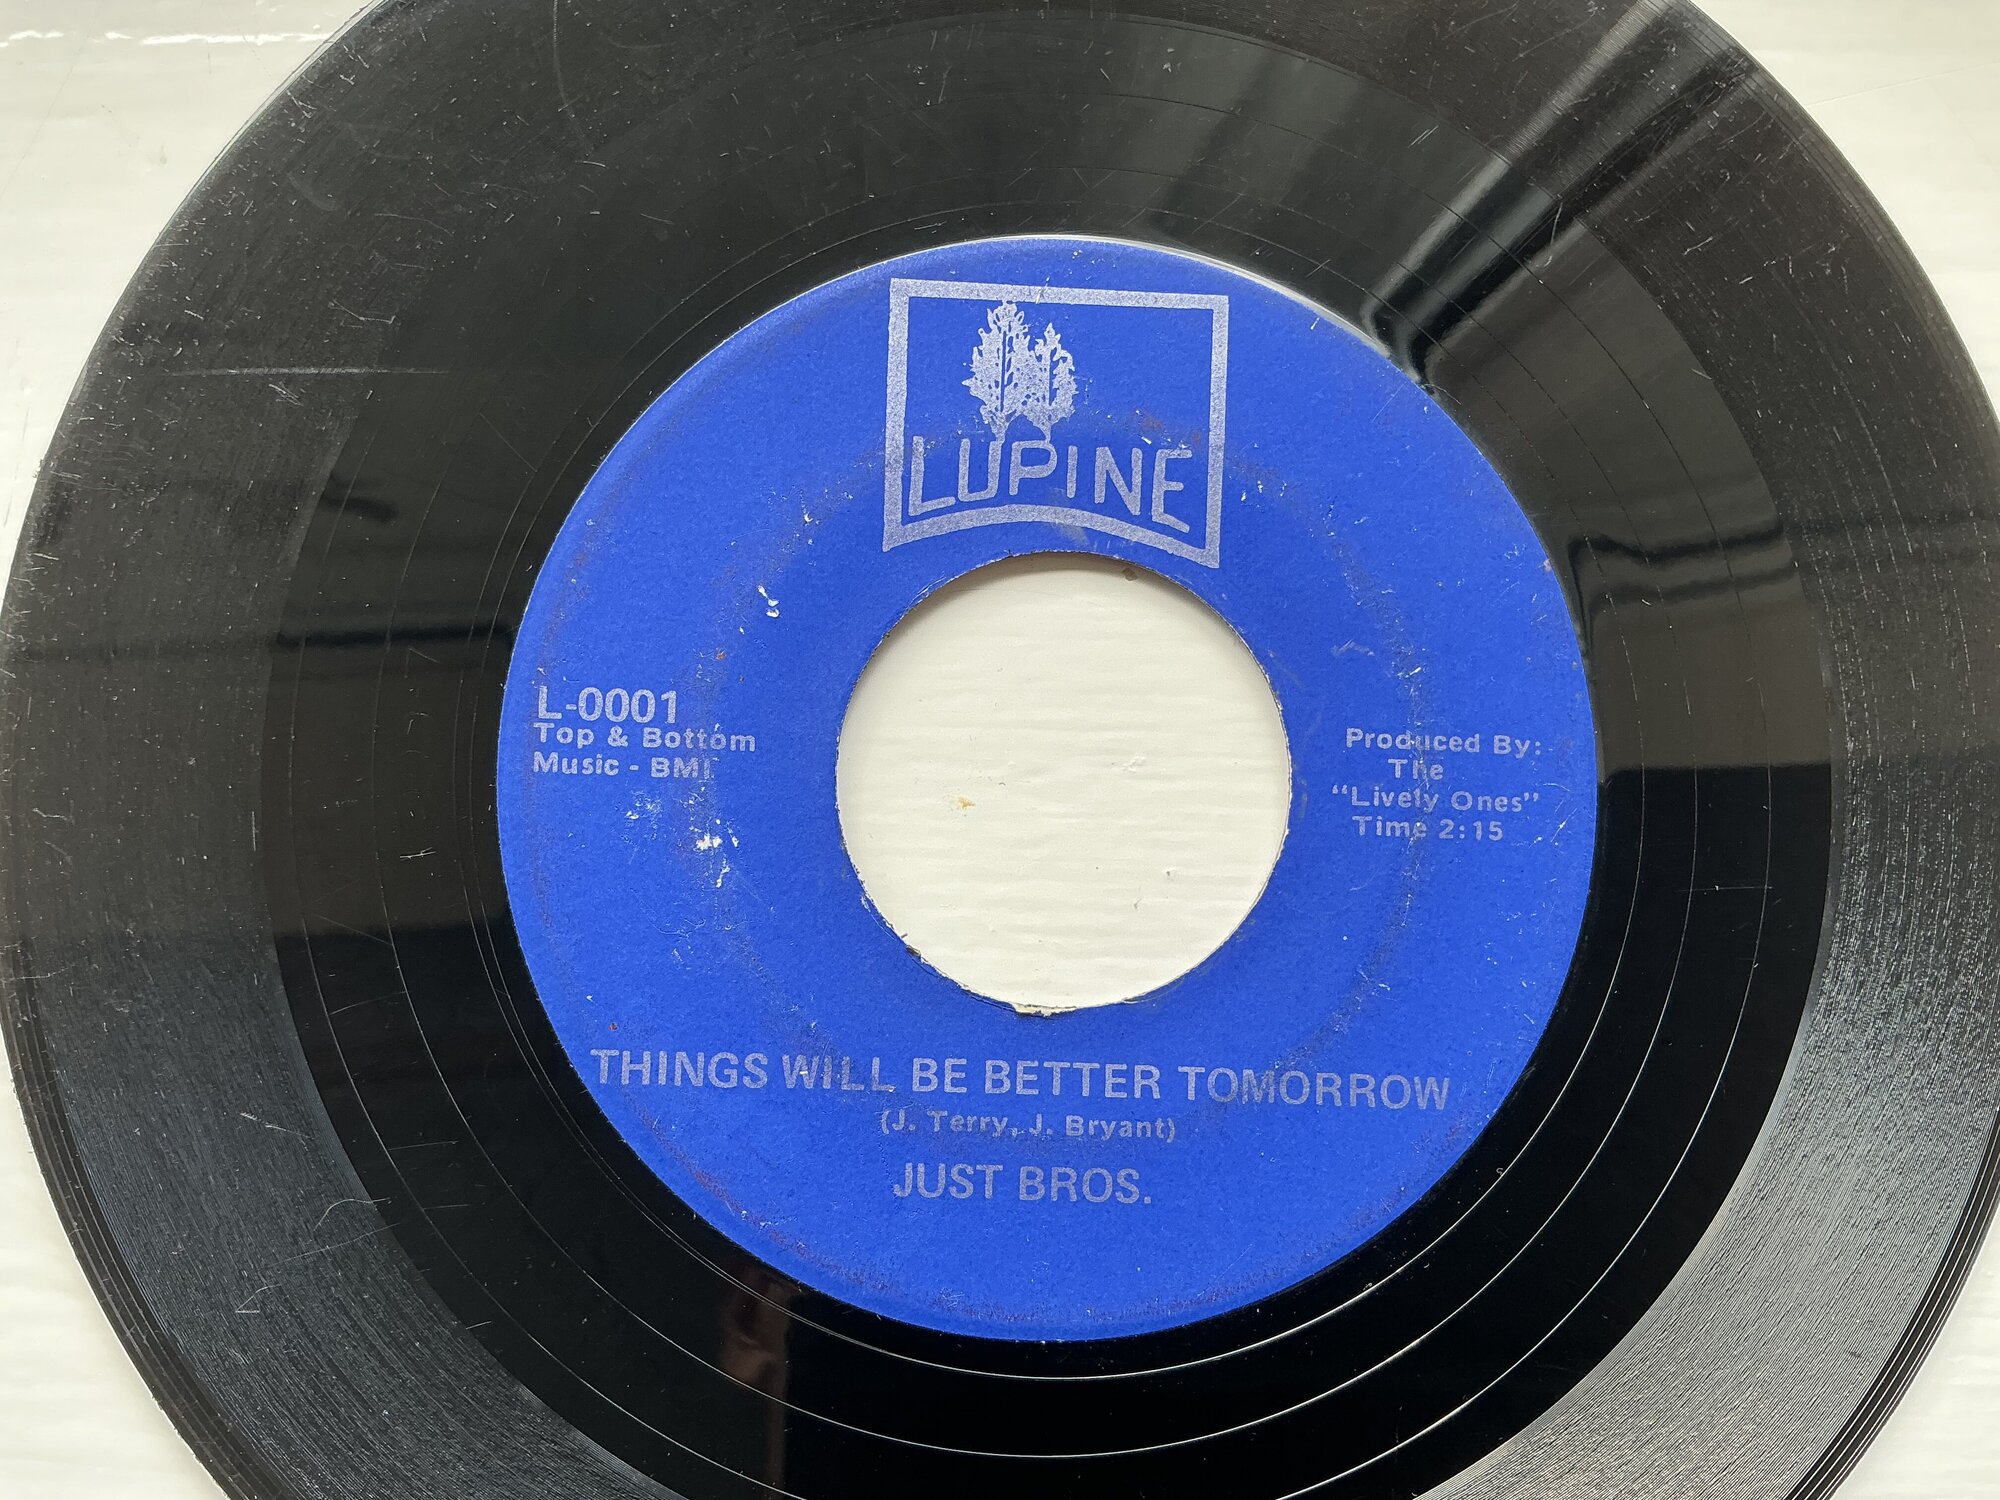 LUPINE
L-0001
Top & Bottom
Music - BMI
Produced By:
The
"Lively Ones"
Time 2:15
THINGS WILL BE BETTER TOMORROW
(J. Terry, J. Bryant)
JUST BROS.